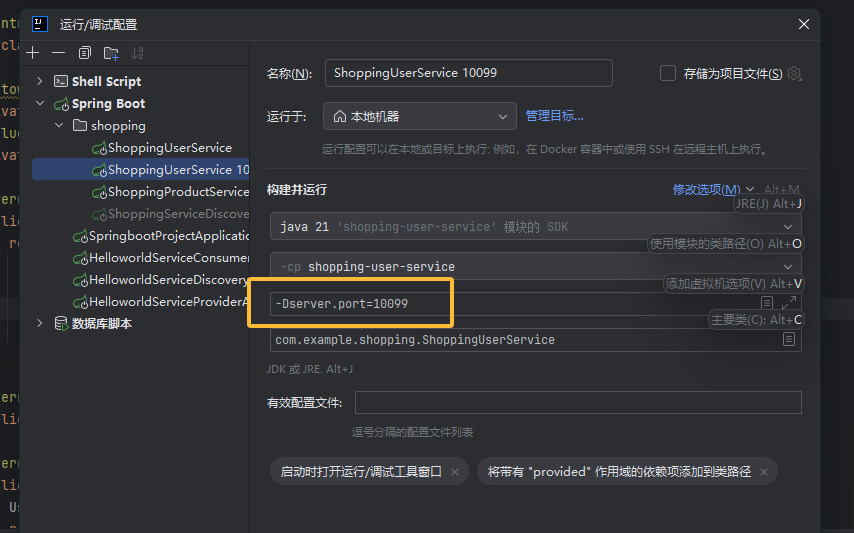 运行/调试配置
Shell Script
Spring Boot
shopping
ShoppingUserService
ShoppingUserService 10
ShoppingProductService
ShoppingServiceDiscove
SpringbootProjectApplicatic
HelloworldServiceConsumer
HelloworldServiceDiscovery
HelloworldServiceProviderA
数据库脚本
名称(N):
ShoppingUserService 10099
存储为项目文件(S)
运行于:
本地机器
管理目标...
运行配置可以在本地或目标上执行: 例如，在 Docker 容器中或使用 SSH 在远程主机上执行。
构建并运行
修改选项(M)
Alt+M
JRE(J) Alt+J
java 21 'shopping-user-service' 模块的 SDK
使用模块的类路径(O) Alt+O
-cp shopping-user-service
添加虚拟机选项(V) Alt+V
-Dserver.port=10099
主要类(C): Alt+C
com.example.shopping.ShoppingUserService
JDK 或 JRE. Alt+J
有效配置文件:
逗号分隔的配置文件列表
启动时打开运行/调试工具窗口
将带有 "provided" 作用域的依赖项添加到类路径